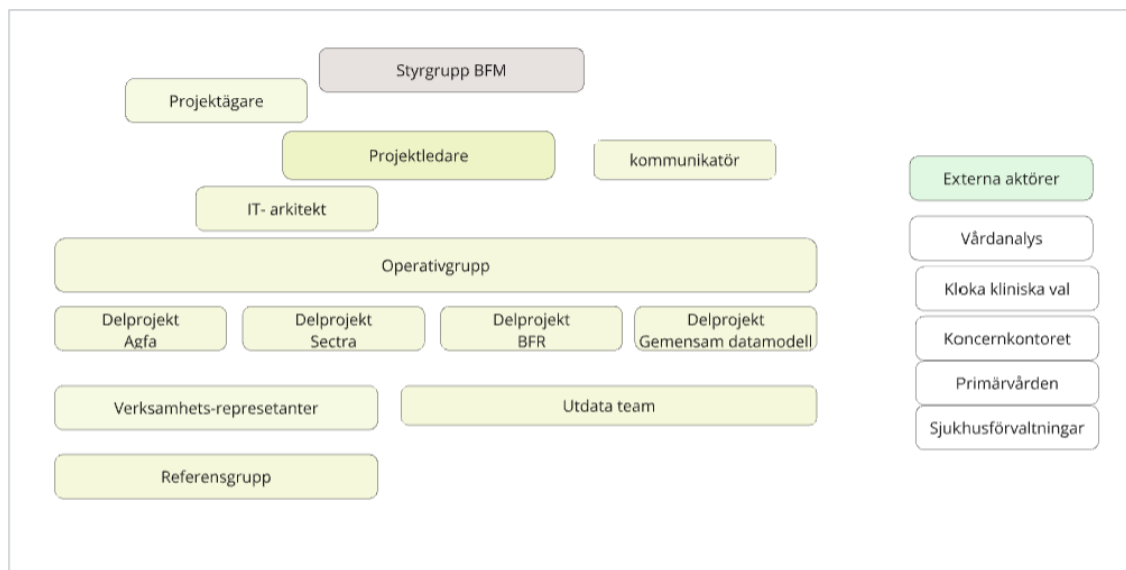 Styrgrupp BFM
Projektägare
Projektledare
kommunikatör
IT- arkitekt
Operativgrupp
Delprojekt
Agfa
Delprojekt
Sectra
Delprojekt
BFR
Delprojekt
Gemensam datamodell
Verksamhets-represetanter
Utdata team
Referensgrupp
Externa aktörer
Vårdanalys
Kloka kliniska val
Koncernkontoret
Primärvården
Sjukhusförvaltningar